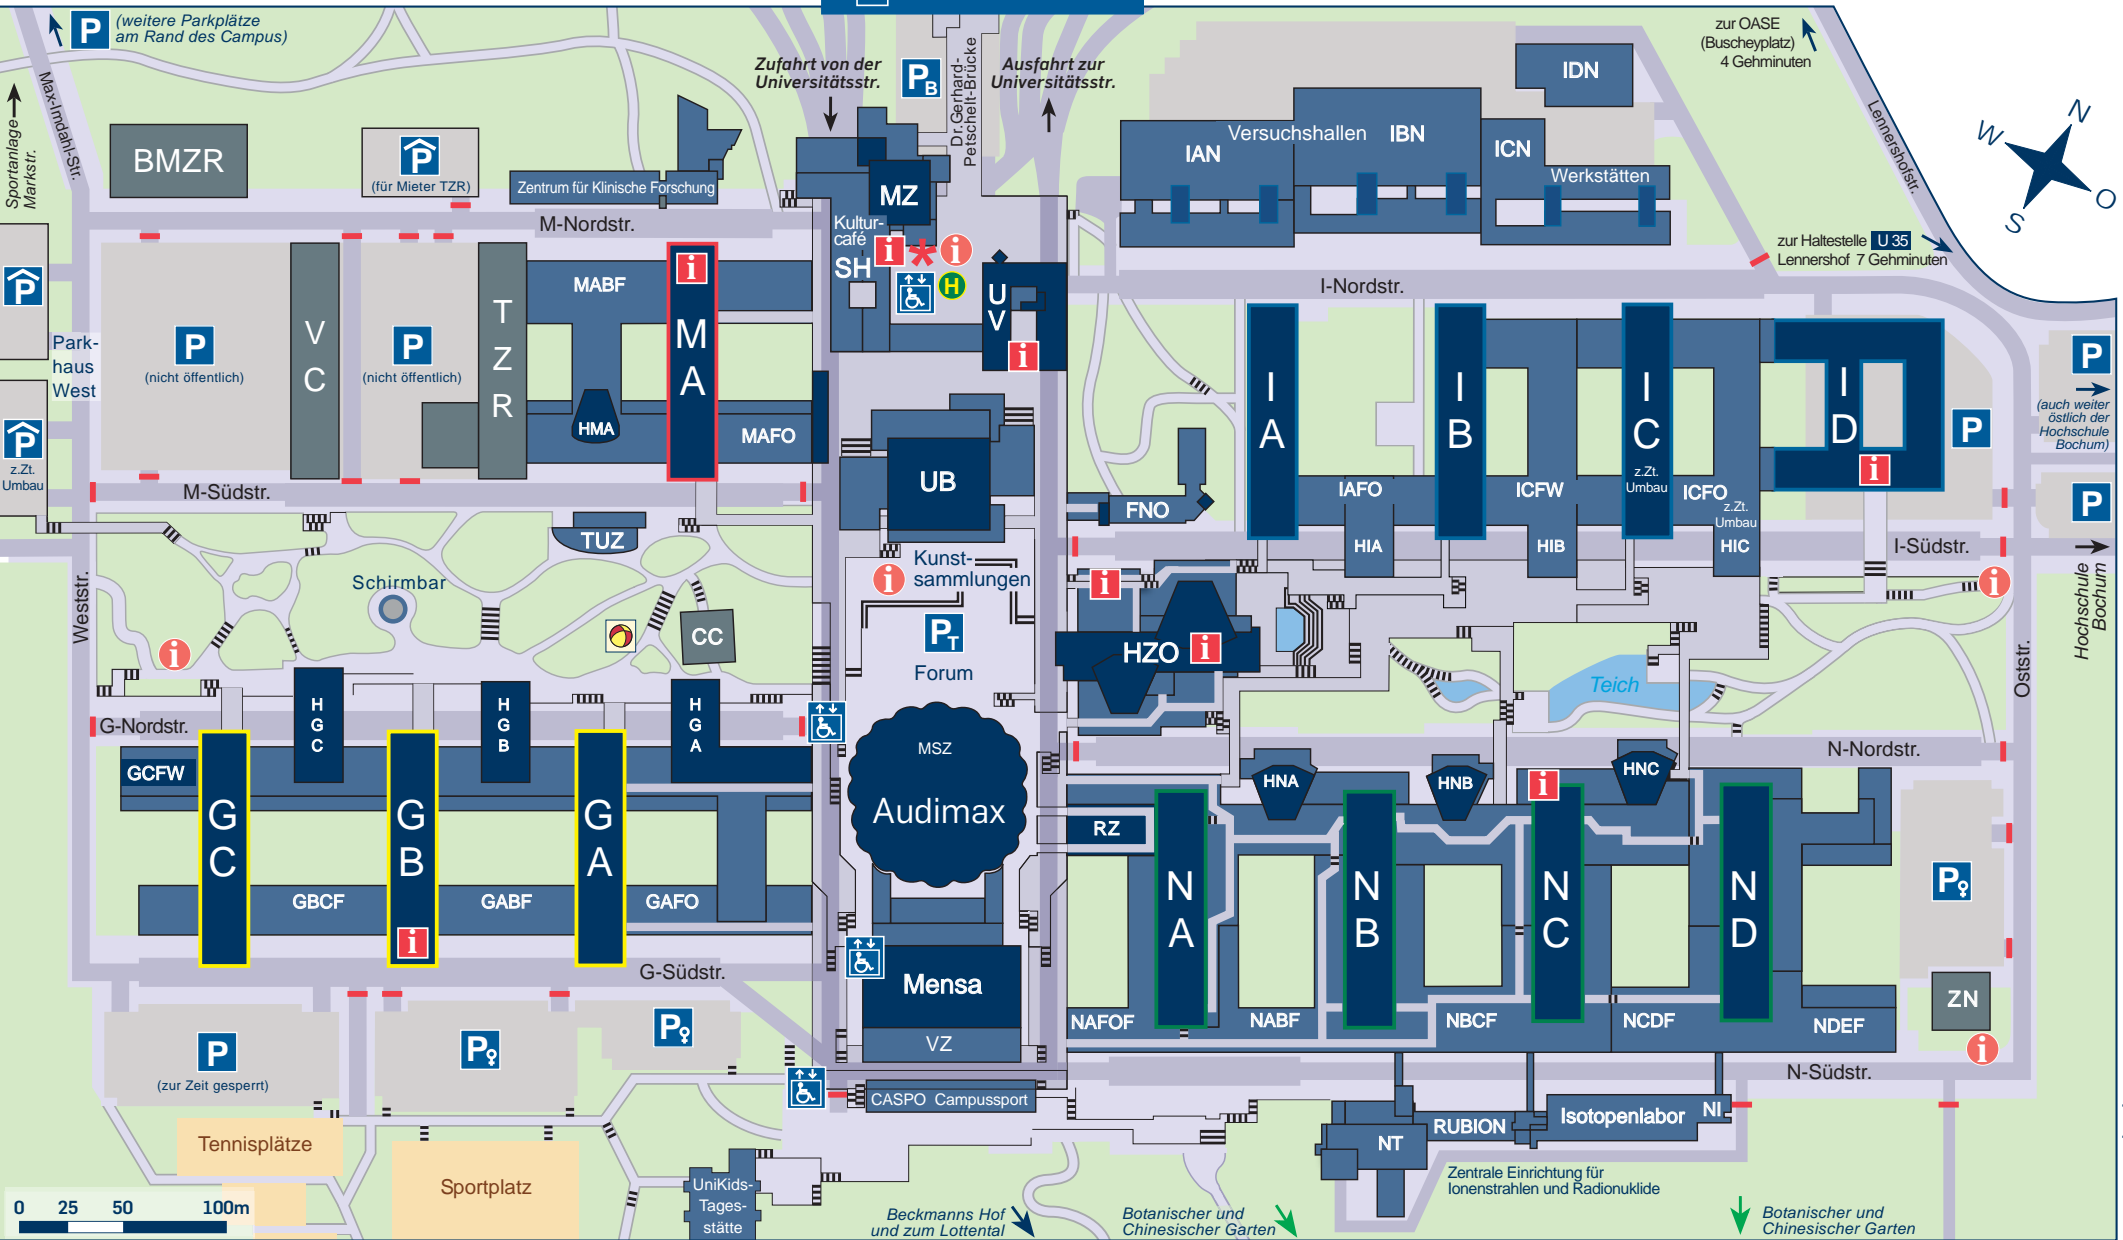 P
(weitere Parkplätze
am Rand des Campus)
Max-Imdahl-Str.
Sportanlage
Markstr.
Zufahrt von der
Universitätsstr.
PB
Dr.Gerhard-
Petschelt-Brücke
Ausfahrt zur
Universitätsstr.
zur OASE
(Buscheyplatz)
4 Gehminuten
Lennershofstr.
N
W
O
S
IDN
BMZR
P
(für Mieter TZR)
Zentrum für Klinische Forschung
MZ
Versuchshallen
IBN
IAN
ICN
Werkstätten
M-Nordstr.
Kultur-
café
SH
i
*
i
H
zur Haltestelle U 35
Lennershof 7 Gehminuten
I-Nordstr.
P
Park-
haus
West
P
(nicht öffentlich)
V
C
P
(nicht öffentlich)
T
Z
R
MABF
HMA
i
M
A
MAFO
U
V
i
UB
I
A
I
B
I
C
z.Zt.
Umbau
I
D
i
P
P
(auch weiter
östlich der
Hochschule
Bochum)
P
z.Zt.
Umbau
M-Südstr.
IAFO
ICFW
ICFO
z.Zt.
Umbau
P
FNO
TUZ
HIA
HIB
HIC
I-Südstr.
Hochschule
Bochum
Weststr.
Schirmbar
CC
i
Kunst-
sammlungen
i
PT
Forum
i
HZO
i
i
Teich
Oststr.
G-Nordstr.
H
G
C
H
G
B
H
G
A
MSZ
Audimax
N-Nordstr.
GCFW
G
C
G
B
G
A
HNA
HNB
i
HNC
RZ
N
A
N
B
N
C
N
D
P
GBCF
GABF
GAFO
i
G-Südstr.
Mensa
VZ
NAFOF
NABF
NBCF
NCDF
NDEF
ZN
i
P
(zur Zeit gesperrt)
P
P
N-Südstr.
CASPO Campussport
Tennisplätze
Sportplatz
UniKids-
Tages-
stätte
NT
RUBION
Isotopenlabor
NI
Zentrale Einrichtung für
Ionenstrahlen und Radionuklide
0 25 50 100m
Beckmanns Hof
und zum Lottental
Botanischer und
Chinesischer Garten
Botanischer und
Chinesischer Garten